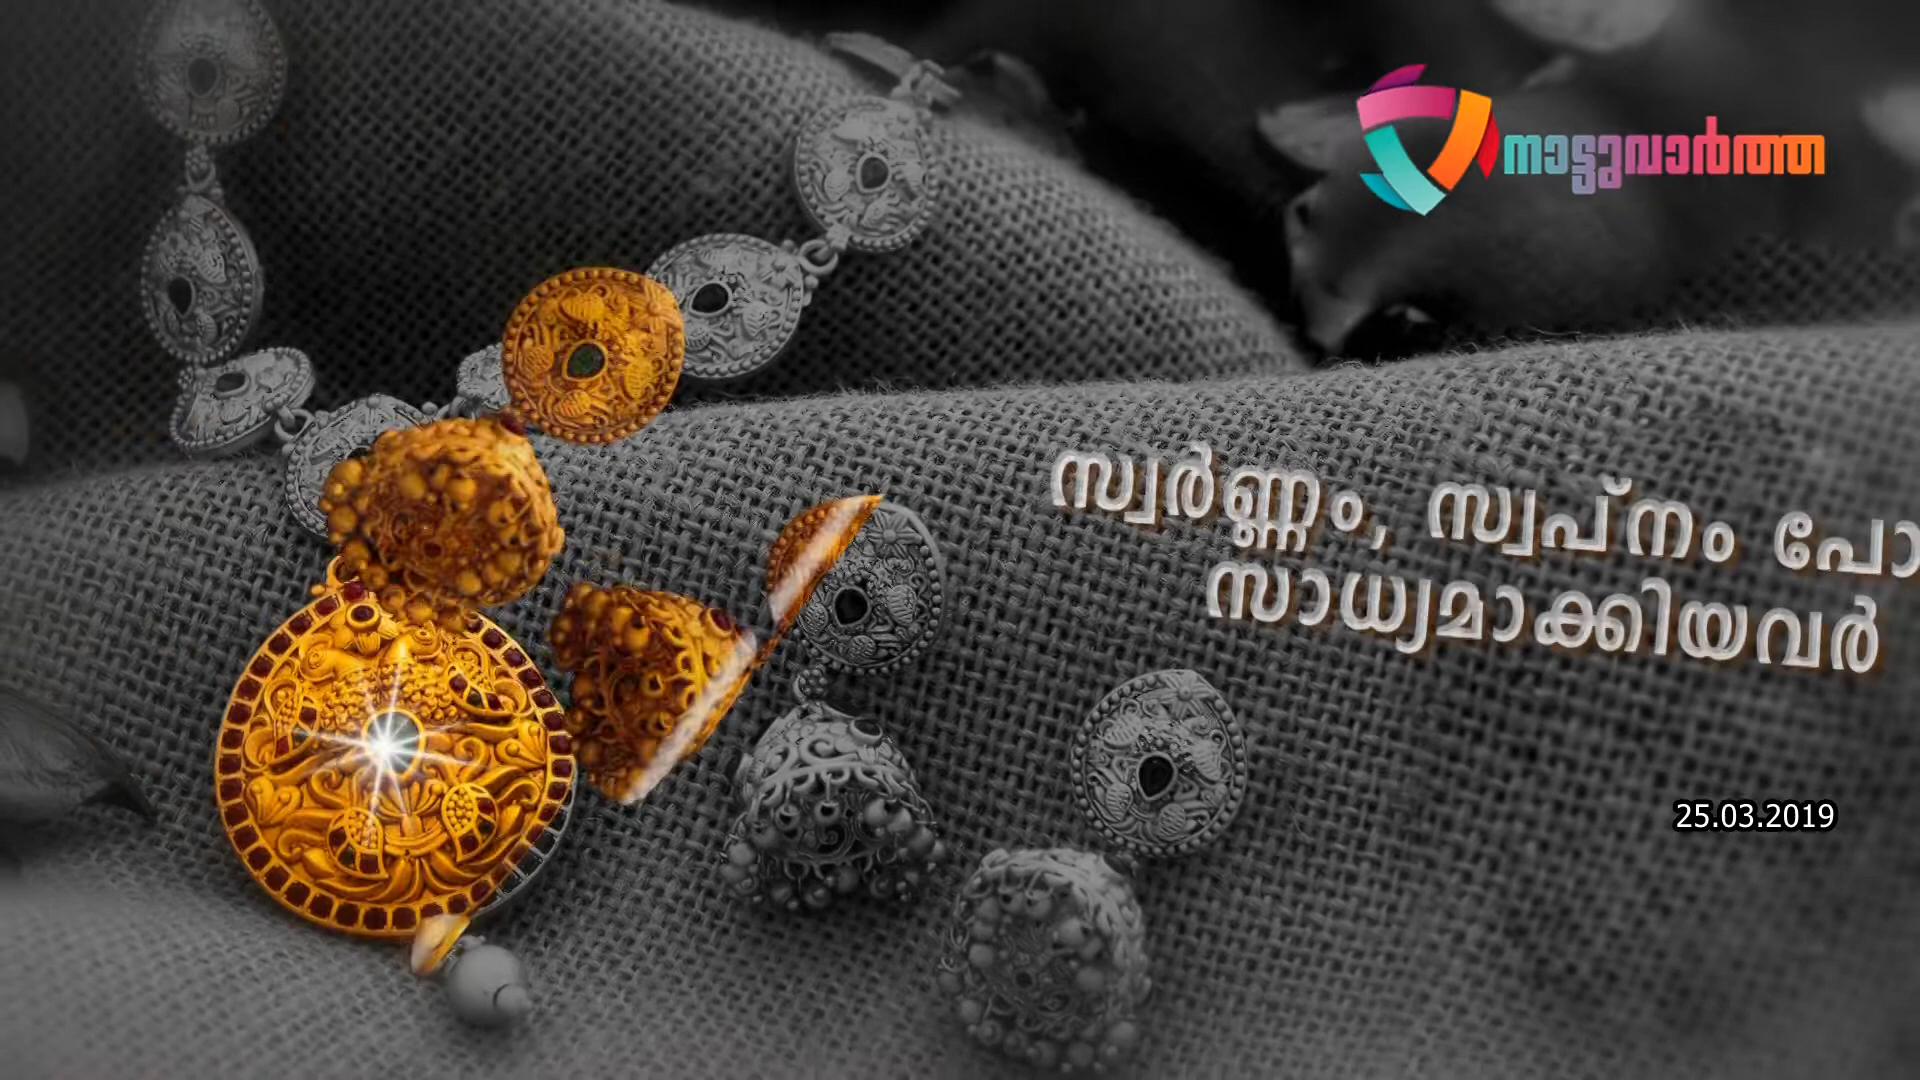 നാട്ടുവാർത്ത
സ്വർണ്ണം, സ്വപ്നം
സാധ്യമാക്കിയവർ
25.03.2019